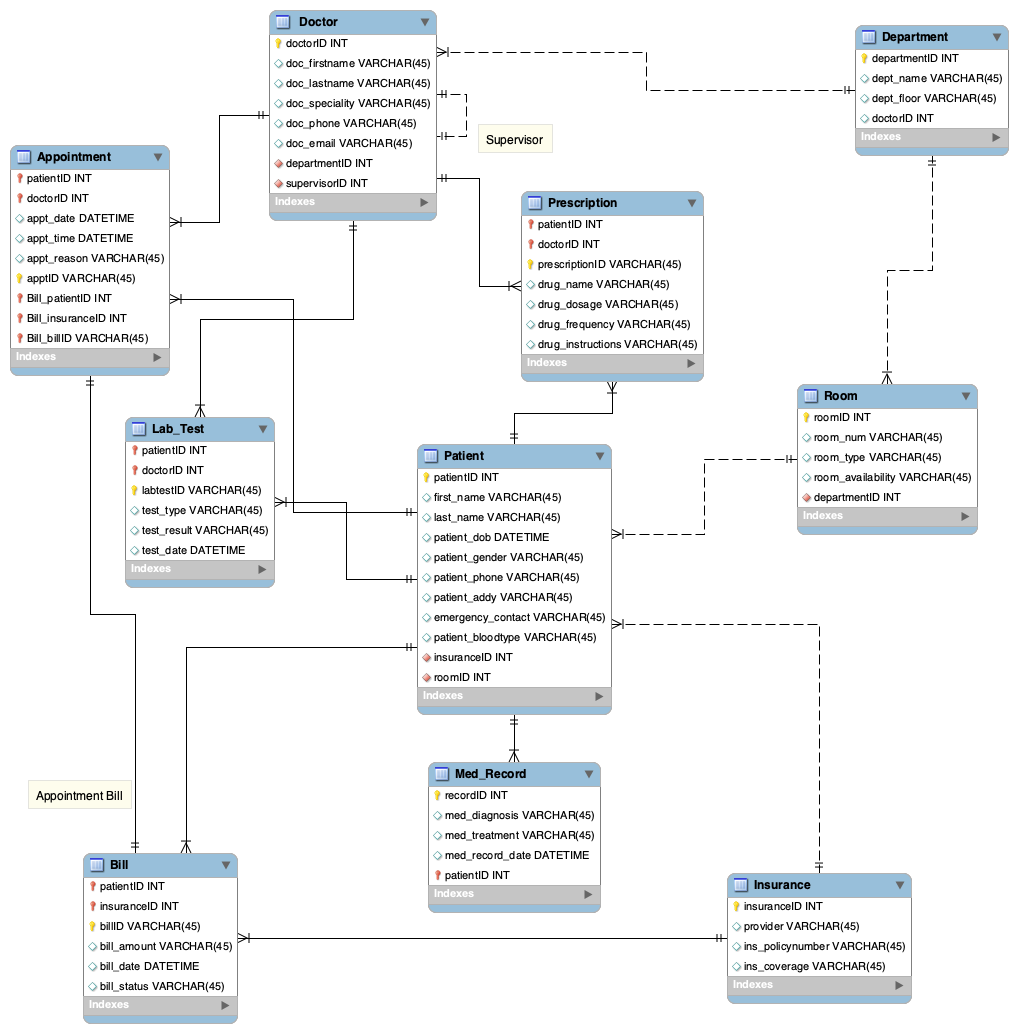 Doctor
doctorID INT
doc_firstname VARCHAR(45)
doc_lastname VARCHAR(45)
doc_speciality VARCHAR(45)
doc_phone VARCHAR(45)
doc_email VARCHAR(45)
departmentID INT
supervisorID INT
Indexes
Supervisor
Department
departmentID INT
dept_name VARCHAR(45)
dept_floor VARCHAR(45)
doctorID INT
Indexes
Appointment
patientID INT
doctorID INT
appt_date DATETIME
appt_time DATETIME
appt_reason VARCHAR(45)
apptID VARCHAR(45)
Bill_patientID INT
Bill_insuranceID INT
Bill_billID VARCHAR(45)
Indexes
Prescription
patientID INT
doctorID INT
prescriptionID VARCHAR(45)
drug_name VARCHAR(45)
drug_dosage VARCHAR(45)
drug_frequency VARCHAR(45)
drug_instructions VARCHAR(45)
Indexes
Room
roomID INT
room_num VARCHAR(45)
room_type VARCHAR(45)
room_availability VARCHAR(45)
departmentID INT
Indexes
Lab_Test
patientID INT
doctorID INT
labtestID VARCHAR(45)
test_type VARCHAR(45)
test_result VARCHAR(45)
test_date DATETIME
Indexes
Patient
patientID INT
first_name VARCHAR(45)
last_name VARCHAR(45)
patient_dob DATETIME
patient_gender VARCHAR(45)
patient_phone VARCHAR(45)
patient_addy VARCHAR(45)
emergency_contact VARCHAR(45)
patient_bloodtype VARCHAR(45)
insuranceID INT
roomID INT
Indexes
Med_Record
recordID INT
med_diagnosis VARCHAR(45)
med_treatment VARCHAR(45)
med_record_date DATETIME
patientID INT
Indexes
Appointment Bill
Bill
patientID INT
insuranceID INT
billID VARCHAR(45)
bill_amount VARCHAR(45)
bill_date DATETIME
bill_status VARCHAR(45)
Indexes
Insurance
insuranceID INT
provider VARCHAR(45)
ins_policynumber VARCHAR(45)
ins_coverage VARCHAR(45)
Indexes